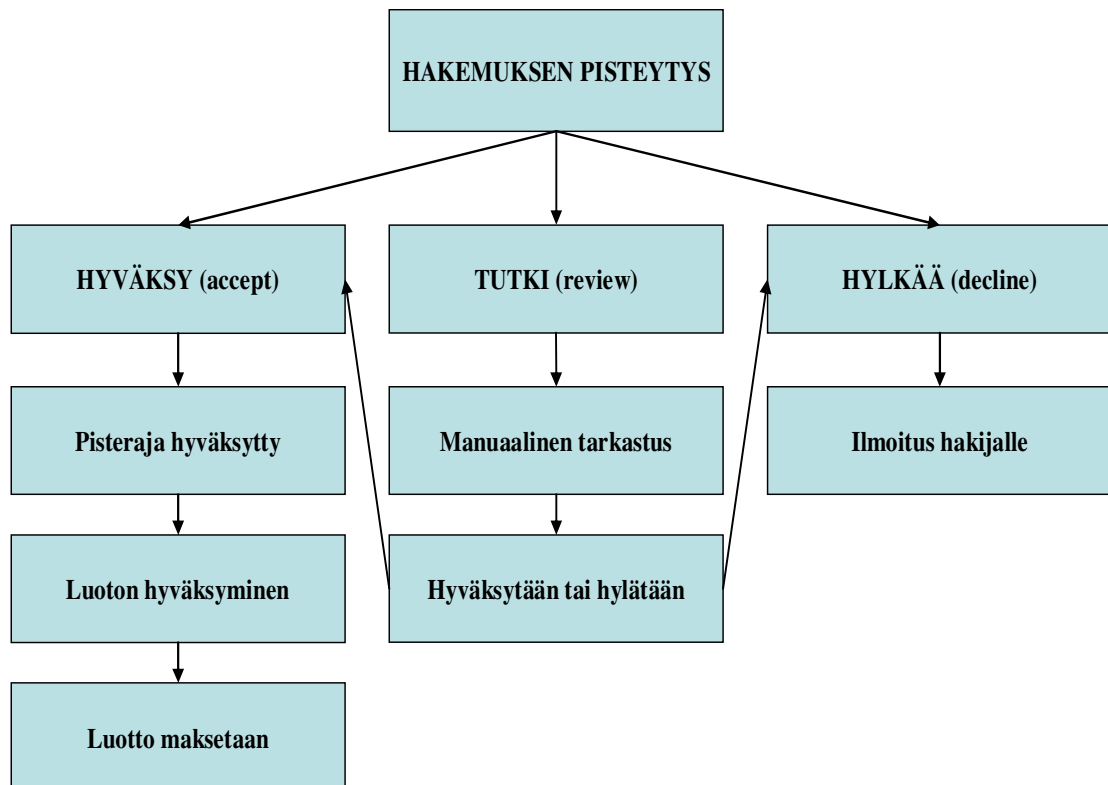 HAKEMUKSEN PISTEYTYS
HYVÄKSY (accept)
TUTKI (review)
HYLKÄÄ (decline)
Pisteraja hyväksytty
Manuaalinen tarkastus
Ilmoitus hakijalle
Luoton hyväksyminen
Hyväksytään tai hylätään
Luotto maksetaan